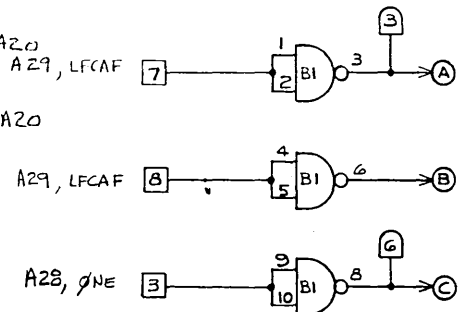 A20
3
A29, LFCAF 7 1 2 B1 3 A
A20
A29, LFCAF 8 4 5 B1 6 B
6
A28, ØNE 3 9 10 B1 8 C